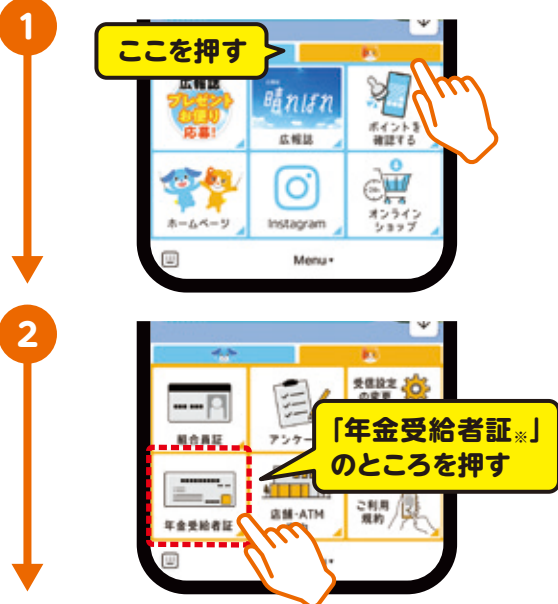 1
ここを押す
広報誌
プレゼント
お便り
応募!
晴ればれ
広報誌
ポイントを
確認する
ホームページ
Instagram
オンライン
ショップ
Menu
2
受信設定
の変更
組合員証
アンケー
「年金受給者証※」
のところを押す
年金受給者証
店舗・ATM
ご利用
規約